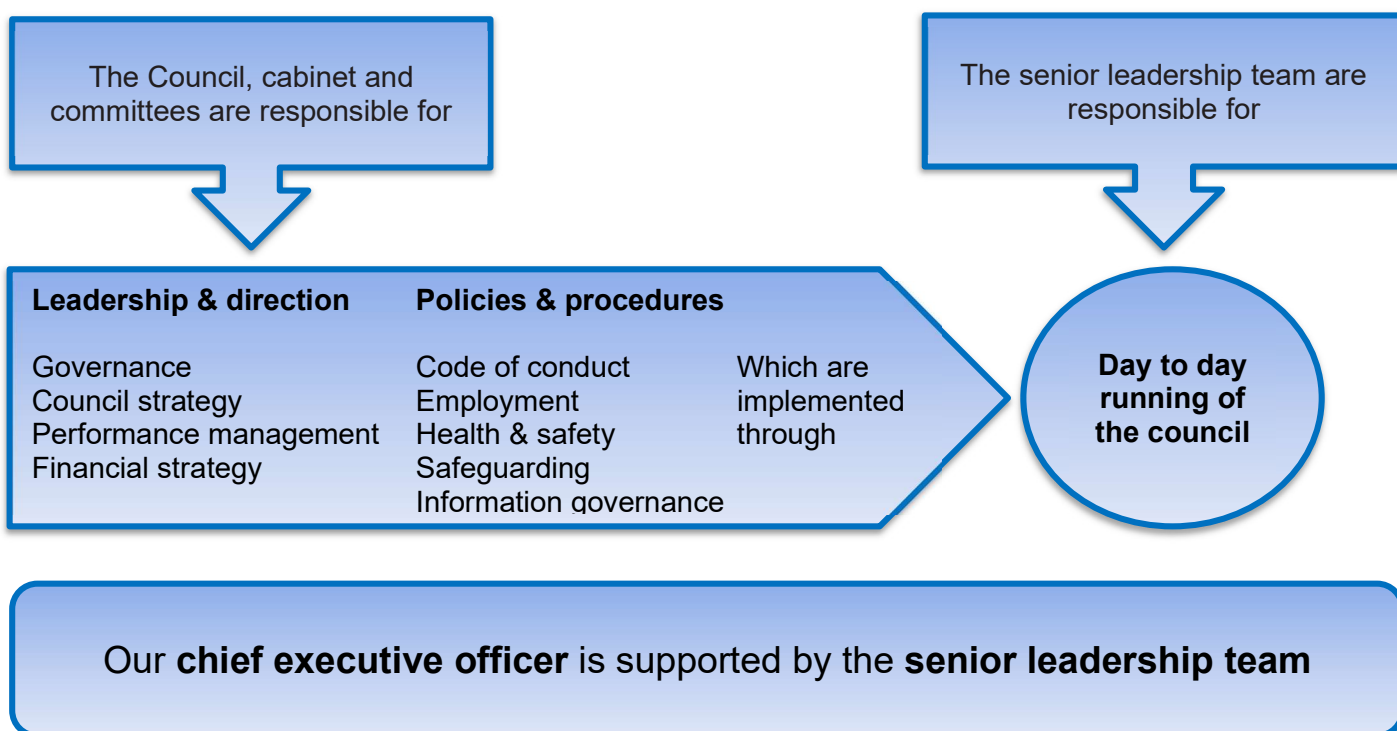 The Council, cabinet and
committees are responsible for
The senior leadership team are
responsible for
Leadership & direction
Governance
Council strategy
Performance management
Financial strategy
Policies & procedures
Code of conduct
Employment
Health & safety
Safeguarding
Information governance
Which are
implemented
through
Day to day
running of
the council
Our chief executive officer is supported by the senior leadership team